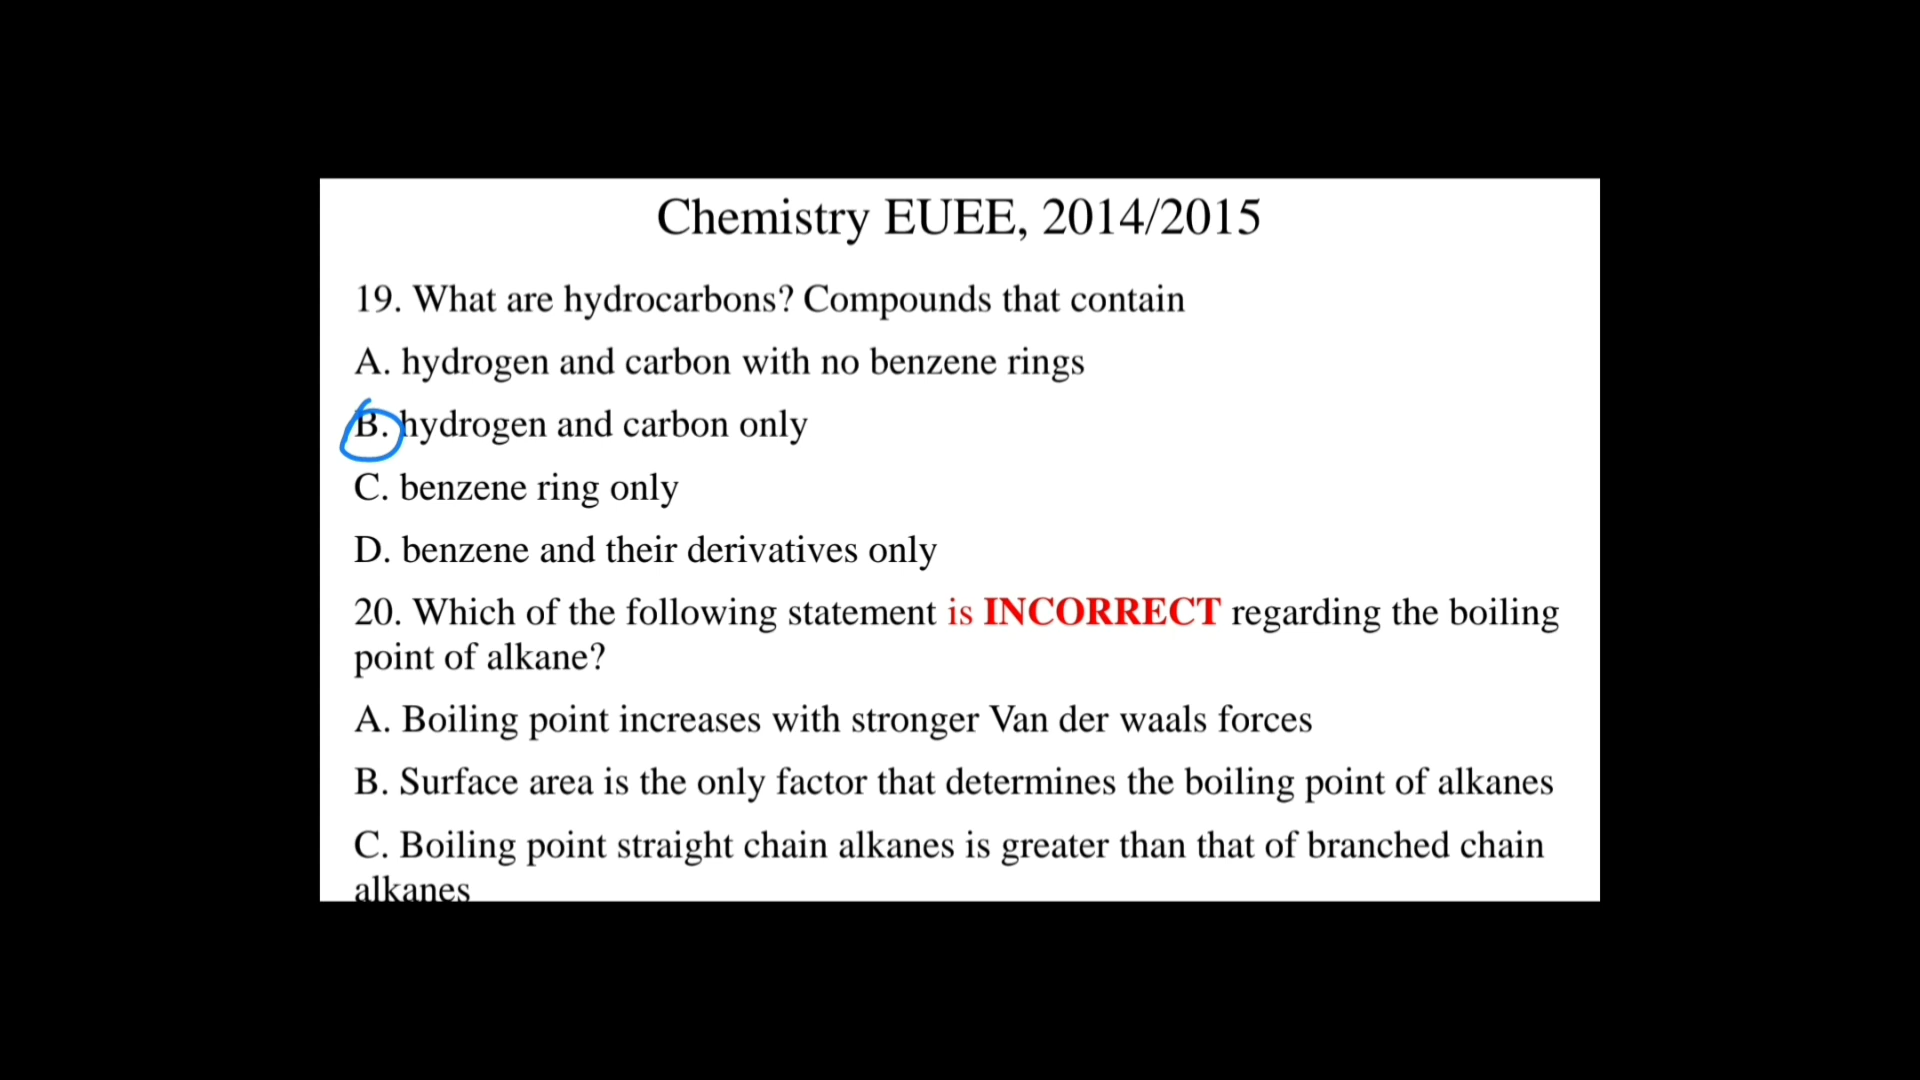 Chemistry EUEE, 2014/2015
19. What are hydrocarbons? Compounds that contain
A. hydrogen and carbon with no benzene rings
B. hydrogen and carbon only
C. benzene ring only
D. benzene and their derivatives only
20. Which of the following statement is INCORRECT regarding the boiling
point of alkane?
A. Boiling point increases with stronger Van der waals forces
B. Surface area is the only factor that determines the boiling point of alkanes
C. Boiling point straight chain alkanes is greater than that of branched chain
alkanes